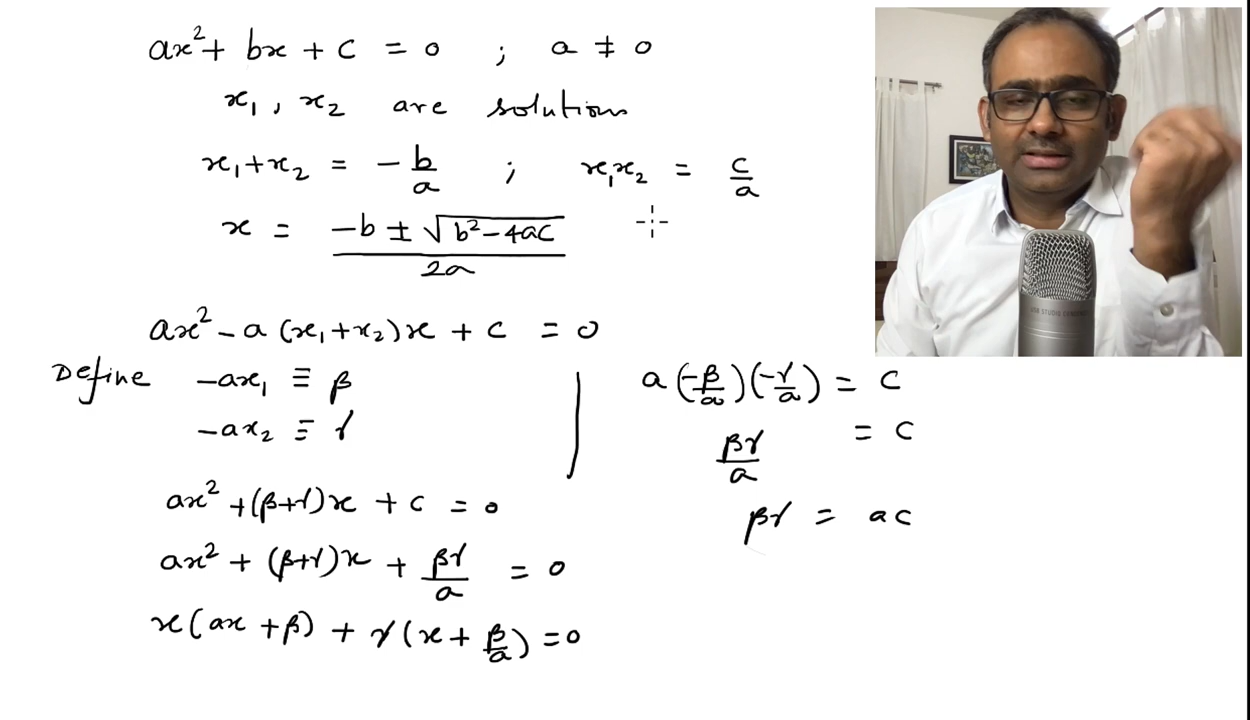 ax² + bx + c = 0 ; a ≠ 0
x₁, x₂ are solutions
x₁+x₂ = -b/a ; x₁x₂ = c/a
x = (-b ± √(b²-4ac))/2a
ax² - a(x₁+x₂)x + c = 0
Define -ax₁ ≡ β
-ax₂ ≡ γ
ax² + (β+γ)x + c = 0
ax² + (β+γ)x + βγ/a = 0
x(ax+β) + γ(x+β/a) = 0
a(-β/a)(-γ/a) = c
βγ/a = c
βγ = ac